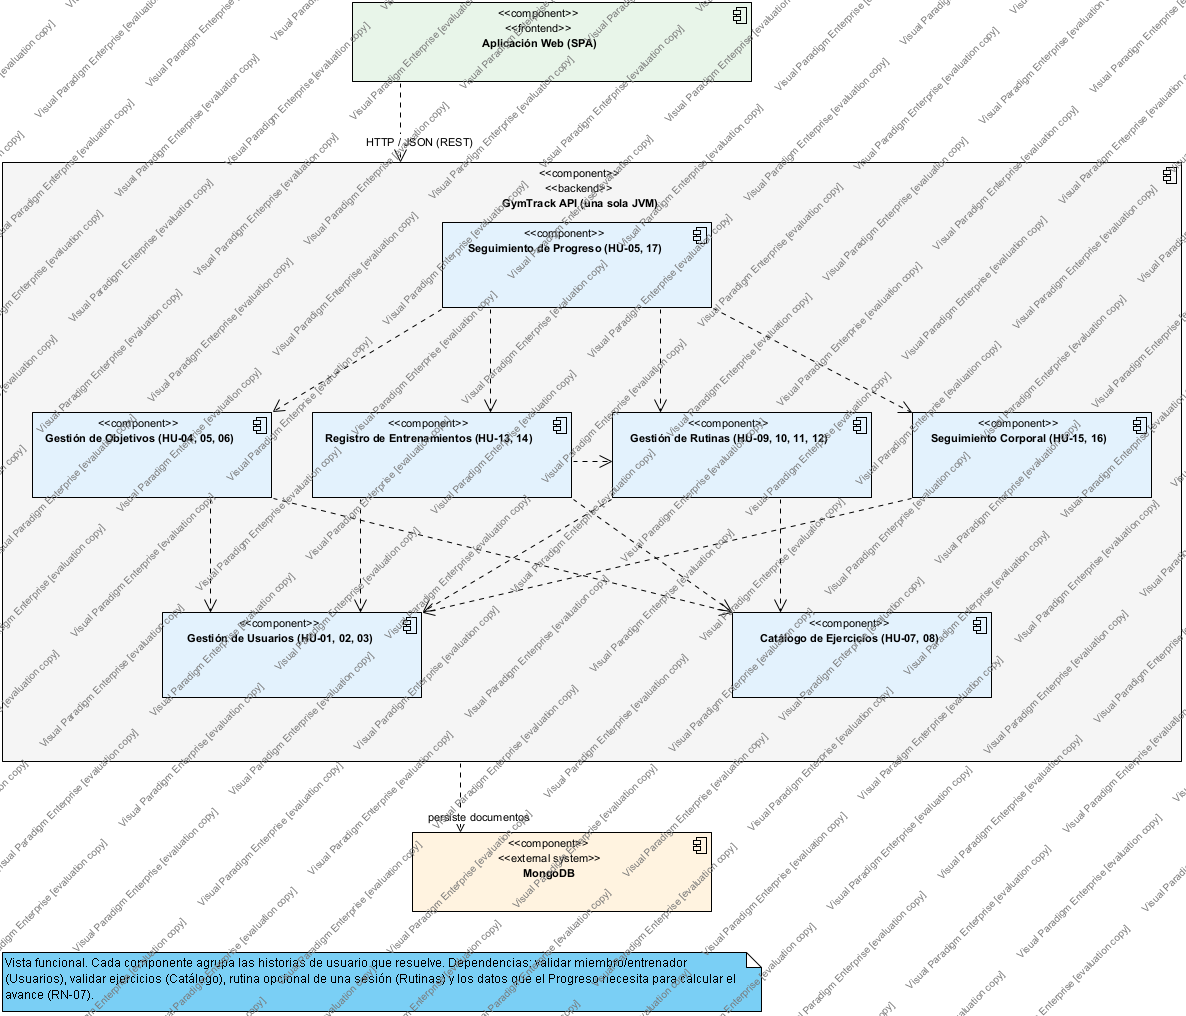 <<component>>
<<frontend>>
Aplicación Web (SPA)
HTTP / JSON (REST)
<<component>>
<<backend>>
GymTrack API (una sola JVM)
<<component>>
Seguimiento de Progreso (HU-05, 17)
<<component>>
Gestión de Objetivos (HU-04, 05, 06)
<<component>>
Registro de Entrenamientos (HU-13, 14)
<<component>>
Gestión de Rutinas (HU-09, 10, 11, 12)
<<component>>
Seguimiento Corporal (HU-15, 16)
<<component>>
Gestión de Usuarios (HU-01, 02, 03)
<<component>>
Catálogo de Ejercicios (HU-07, 08)
persiste documentos
<<component>>
<<external system>>
MongoDB
Vista funcional. Cada componente agrupa las historias de usuario que resuelve. Dependencias: validar miembro/entrenador
(Usuarios), validar ejercicios (Catálogo), rutina opcional de una sesión (Rutinas) y los datos que el Progreso necesita para calcular el
avance (RN-07).
Visual Paradigm Enterprise [evaluation copy]